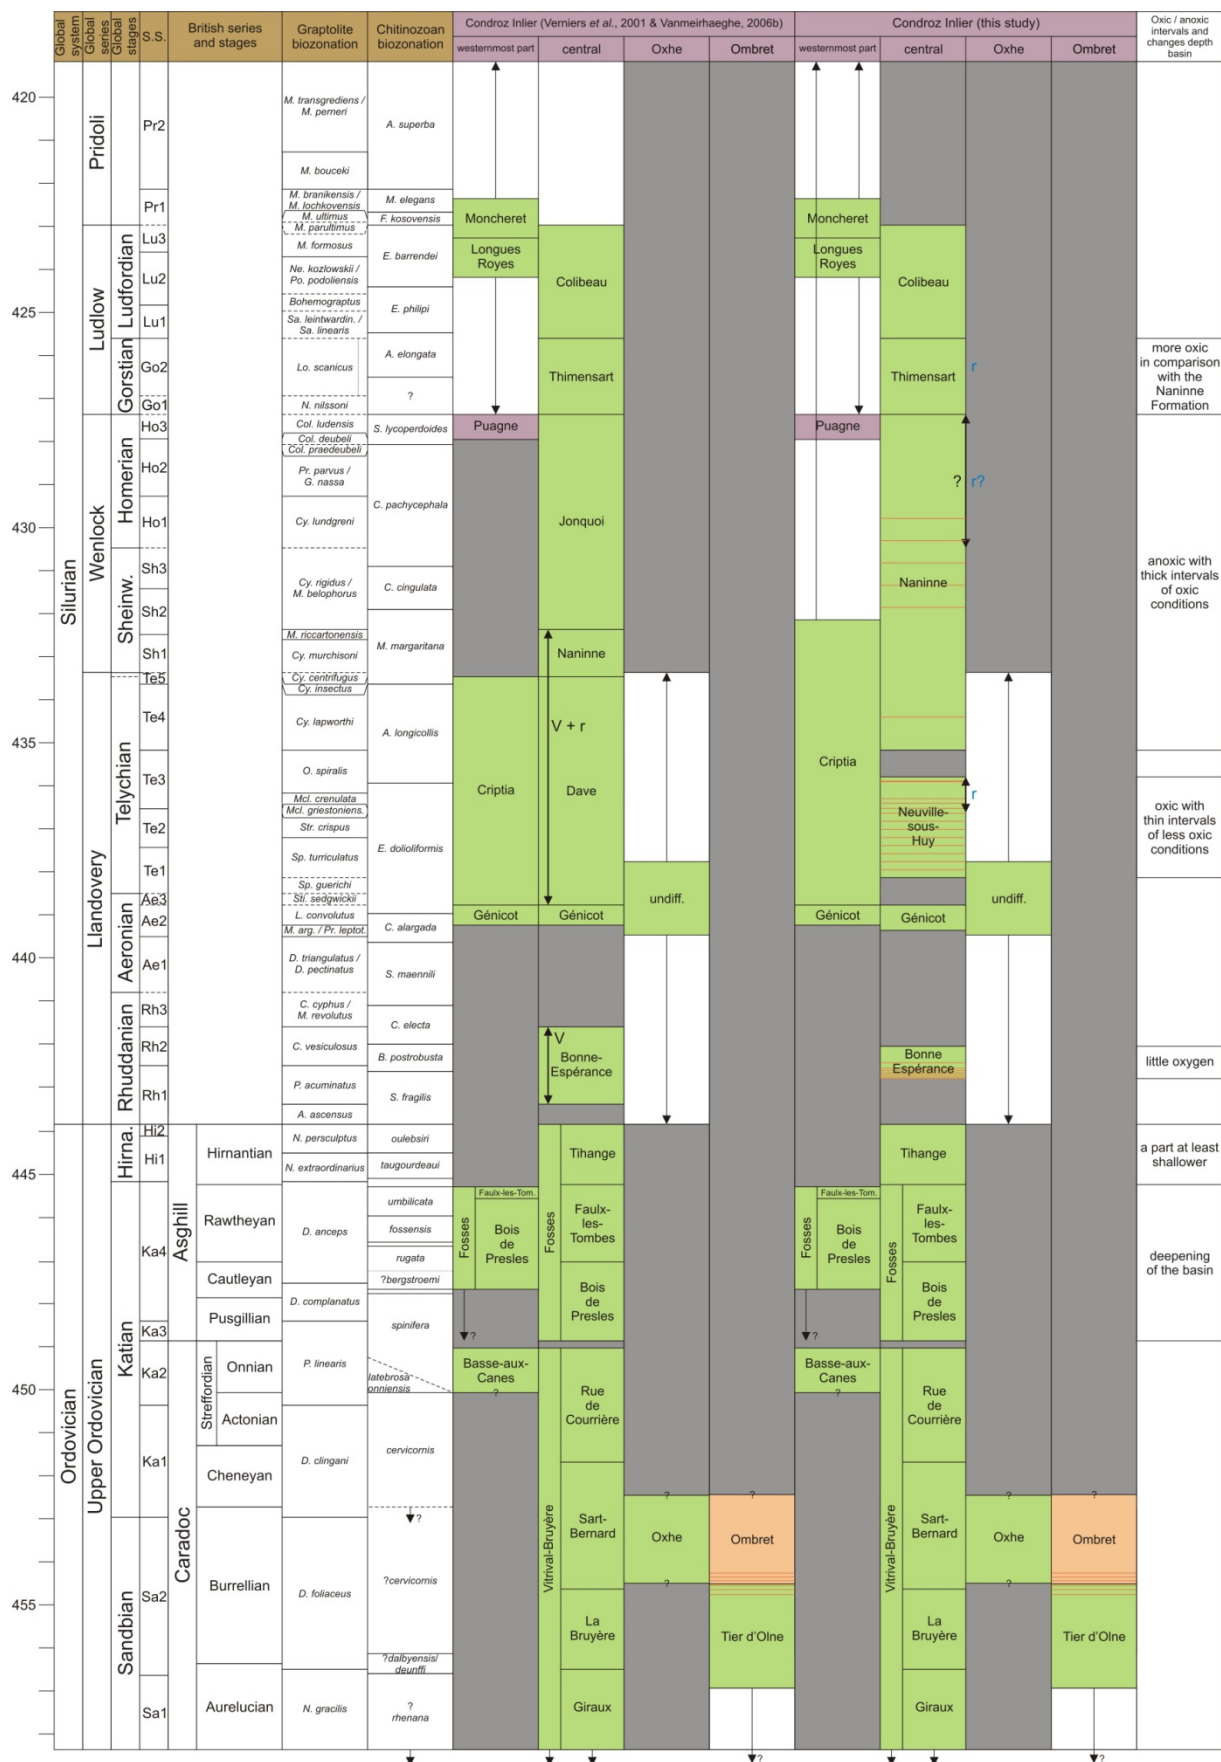 Global system
Global series
Global stages
S.S.
British series and stages
Graptolite biozonation
Chitinozoan biozonation
Condroz Inlier (Verniers et al., 2001 & Vanmeirhaeghe, 2006b)
westernmost part
central
Oxhe
Ombret
Condroz Inlier (this study)
westernmost part
central
Oxhe
Ombret
Oxic / anoxic
intervals and
changes depth
basin
420
425
430
435
440
445
450
455
Silurian
Ordovician
Pridoli
Ludlow
Wenlock
Llandovery
Upper Ordovician
Ludfordian
Gorstian
Homerian
Sheinw.
Telychian
Aeronian
Rhuddanian
Hirna.
Katian
Sandbian
Pr2
Pr1
Lu3
Lu2
Lu1
Go2
Go1
Ho3
Ho2
Ho1
Sh3
Sh2
Sh1
Te5
Te4
Te3
Te2
Te1
Ae3
Ae2
Ae1
Rh3
Rh2
Rh1
Hi2
Hi1
Ka4
Ka3
Ka2
Ka1
Sa2
Sa1
Asghill
Caradoc
Hirnantian
Rawtheyan
Cautleyan
Pusgillian
Streffordian
Onnian
Actonian
Cheneyan
Burrellian
Aurelucian
M. transgrediens /
M. perneri
M. bouceki
M. branikensis /
M. lochkovensis
M. ultimus
M. parultimus
M. formosus
Ne. kozlowskii /
Po. podoliensis
Bohemograptus
Sa. leintwardin. /
Sa. linearis
Lo. scanicus
N. nilssoni
Col. ludensis
Col. deubeli
Col. praedeubeli
Pr. parvus /
G. nassa
Cy. lundgreni
Cy. rigidus /
M. belophorus
M. riccartonensis
Cy. murchisoni
Cy. centrifugus
Cy. insectus
Cy. lapworthi
O. spiralis
Mcl. crenulata
Mcl. griestoniens.
Str. crispus
Sp. turriculatus
Sp. guerichi
Sti. sedgwickii
L. convolutus
M. arg. / Pr. leptot.
D. triangulatus /
D. pectinatus
C. cyphus /
M. revolutus
C. vesiculosus
P. acuminatus
A. ascensus
N. persculptus
N. extraordinarius
D. anceps
D. complanatus
P. linearis
D. clingani
D. foliaceus
N. gracilis
A. superba
M. elegans
F. kosovensis
E. barrendei
E. philipi
A. elongata
?
S. lycoperdoides
C. pachycephala
C. cingulata
M. margaritana
A. longicollis
E. dolioliformis
C. alargada
S. maennili
C. electa
B. postrobusta
S. fragilis
oulebsiri
taugourdeaui
umbilicata
fossensis
rugata
?bergstroemi
spinifera
latebrosa
onniensis
cervicornis
?
?cervicornis
?dalbyensis/
deunffi
?
rhenana
Moncheret
Longues
Royes
Puagne
Criptia
Génicot
Faulx-les-Tom.
Fosses
Bois
de
Presles
?
Basse-aux-
Canes
?
Colibeau
Thimensart
Jonquoi
Naninne
V + r
Dave
Génicot
V
Bonne-
Espérance
Tihange
Fosses
Faulx-
les-
Tombes
Bois
de
Presles
Vitrival-Bruyère
Rue
de
Courrière
Sart-
Bernard
La
Bruyère
Giraux
undiff.
?
Oxhe
?
?
Ombret
Tier d'Olne
?
Moncheret
Longues
Royes
Puagne
Criptia
Génicot
Faulx-les-Tom.
Fosses
Bois
de
Presles
?
Basse-aux-
Canes
?
Colibeau
Thimensart
r
? r?
Naninne
r
Neuville-
sous-
Huy
Génicot
Bonne
Espérance
Tihange
Fosses
Faulx-
les-
Tombes
Bois
de
Presles
Vitrival-Bruyère
Rue
de
Courrière
Sart-
Bernard
La
Bruyère
Giraux
undiff.
?
Oxhe
?
?
Ombret
Tier d'Olne
?
more oxic
in comparison
with the
Naninne
Formation
anoxic with
thick intervals
of oxic
conditions
oxic with
thin intervals
of less oxic
conditions
little oxygen
a part at least
shallower
deepening
of the basin